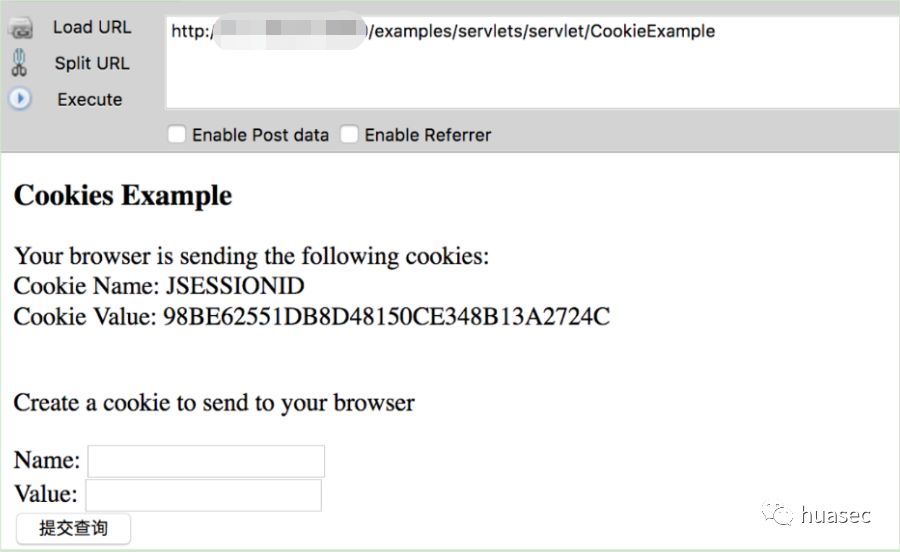 Load URL
http:/ /examples/servlets/servlet/CookieExample
Split URL
Execute
Enable Post data Enable Referrer
Cookies Example
Your browser is sending the following cookies:
Cookie Name: JSESSIONID
Cookie Value: 98BE62551DB8D48150CE348B13A2724C
Create a cookie to send to your browser
Name:
Value:
提交查询
huasec